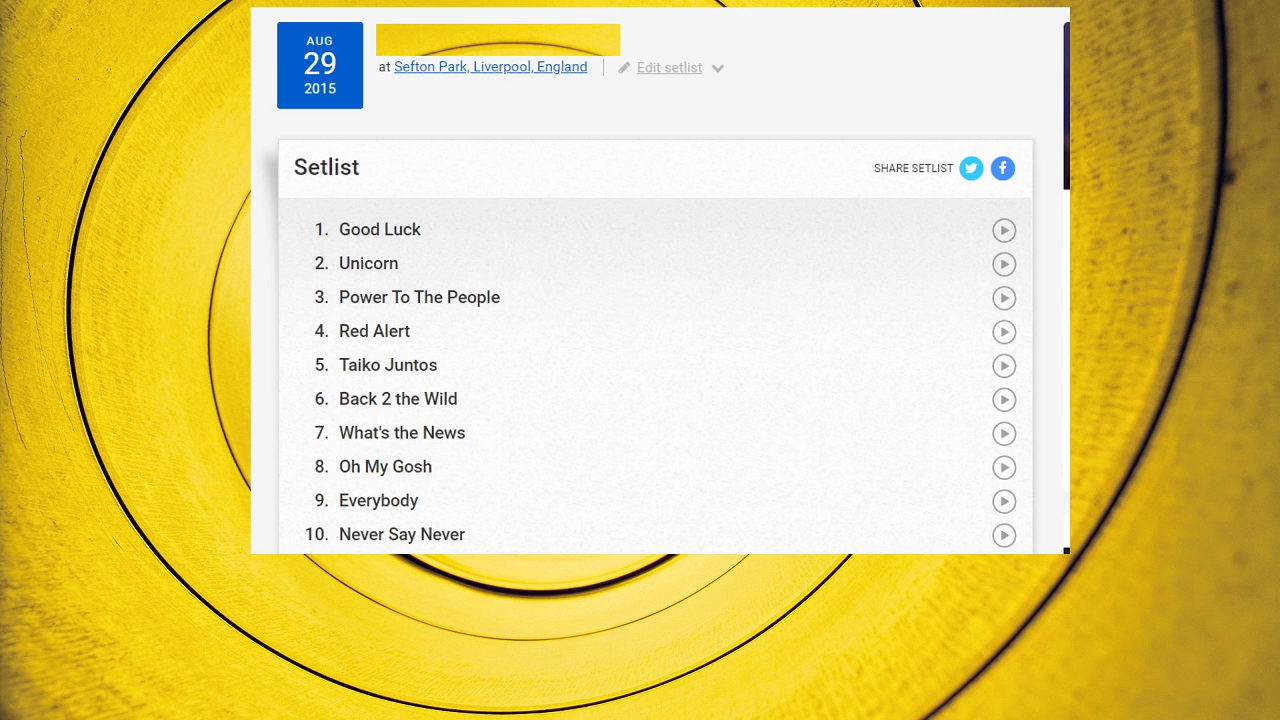 AUG
29
2015
at Sefton Park, Liverpool, England
Edit setlist
Setlist
SHARE SETLIST
1. Good Luck
2. Unicorn
3. Power To The People
4. Red Alert
5. Taiko Juntos
6. Back 2 the Wild
7. What's the News
8. Oh My Gosh
9. Everybody
10. Never Say Never